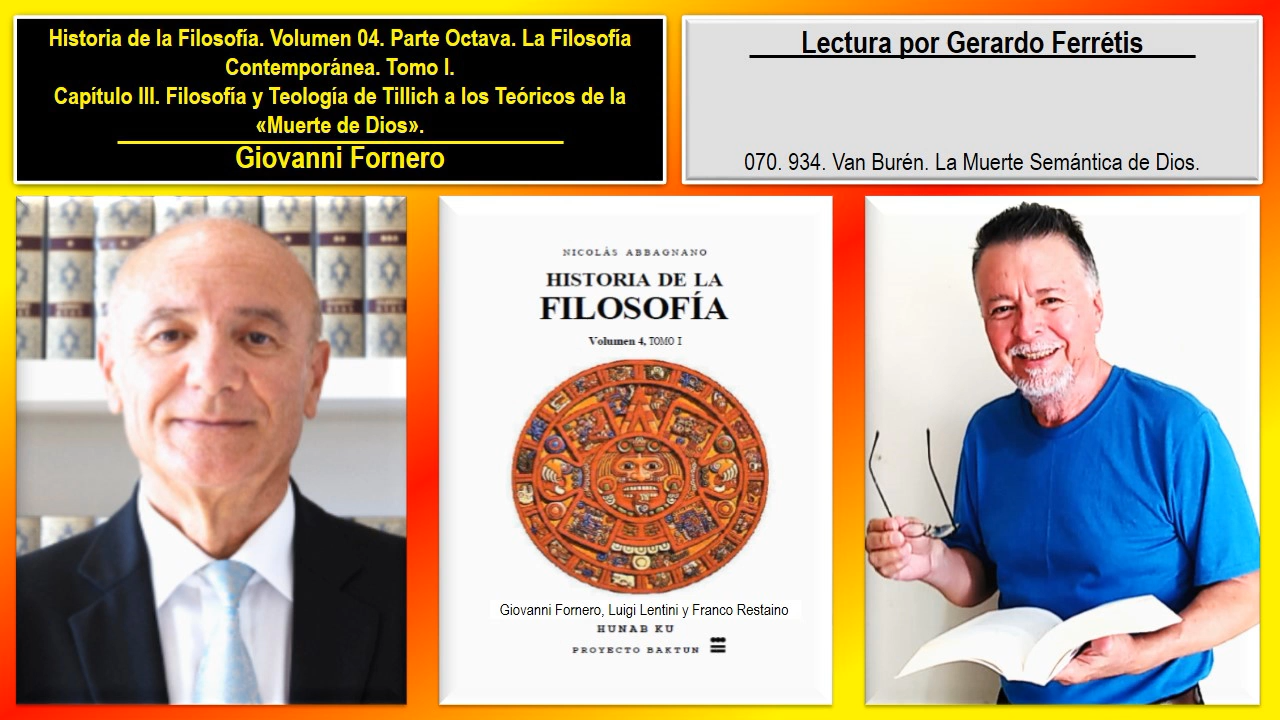 Historia de la Filosofía. Volumen 04. Parte Octava. La Filosofía
Contemporánea. Tomo I.
Capítulo III. Filosofía y Teología de Tillich a los Teóricos de la
«Muerte de Dios».
Giovanni Fornero
Lectura por Gerardo Ferrétis
070. 934. Van Burén. La Muerte Semántica de Dios.
NICOLÁS ABBAGNANO
HISTORIA DE LA
FILOSOFÍA
Volumen 4, TOMO I
Giovanni Fornero, Luigi Lentini y Franco Restaino
HUNAB KU
PROYECTO BAKTUN